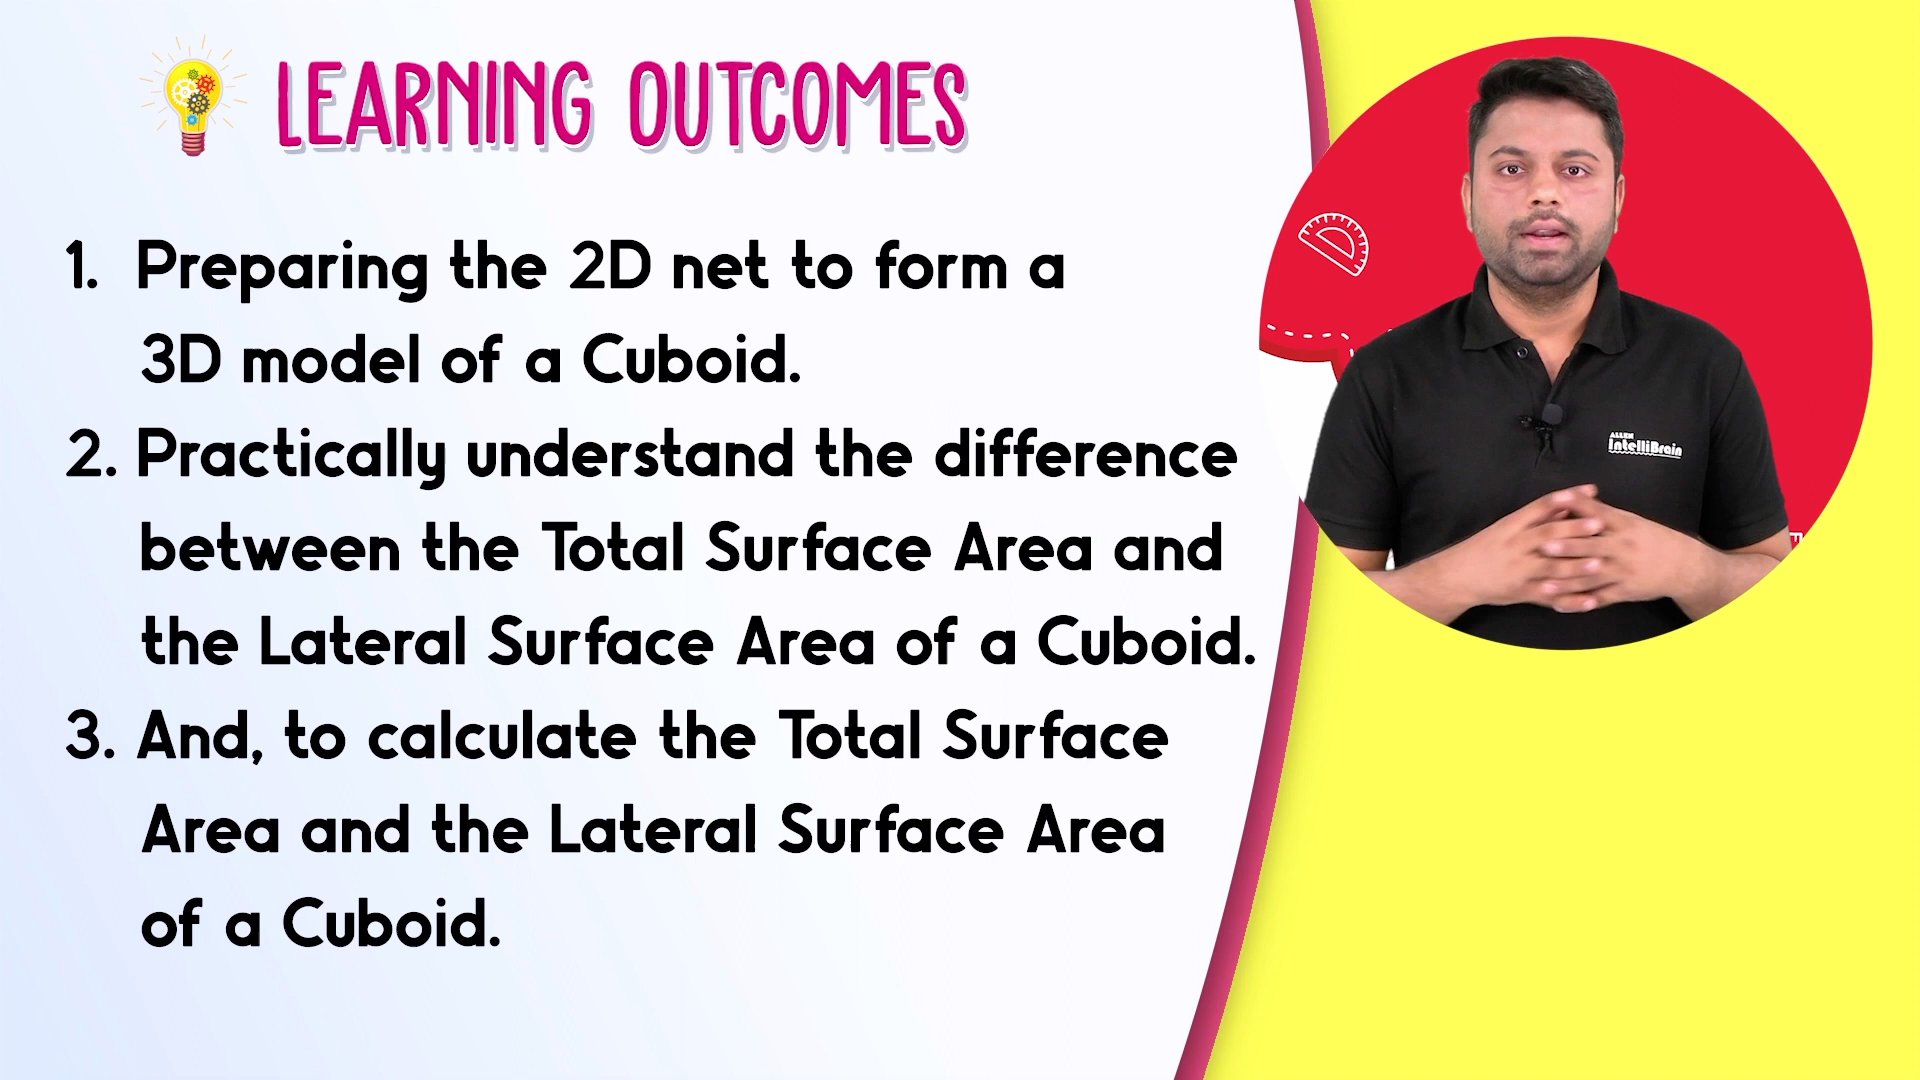 LEARNING OUTCOMES
1. Preparing the 2D net to form a
3D model of a Cuboid.
2. Practically understand the difference
between the Total Surface Area and
the Lateral Surface Area of a Cuboid.
3. And, to calculate the Total Surface
Area and the Lateral Surface Area
of a Cuboid.
ALLEN
IntelliBrain